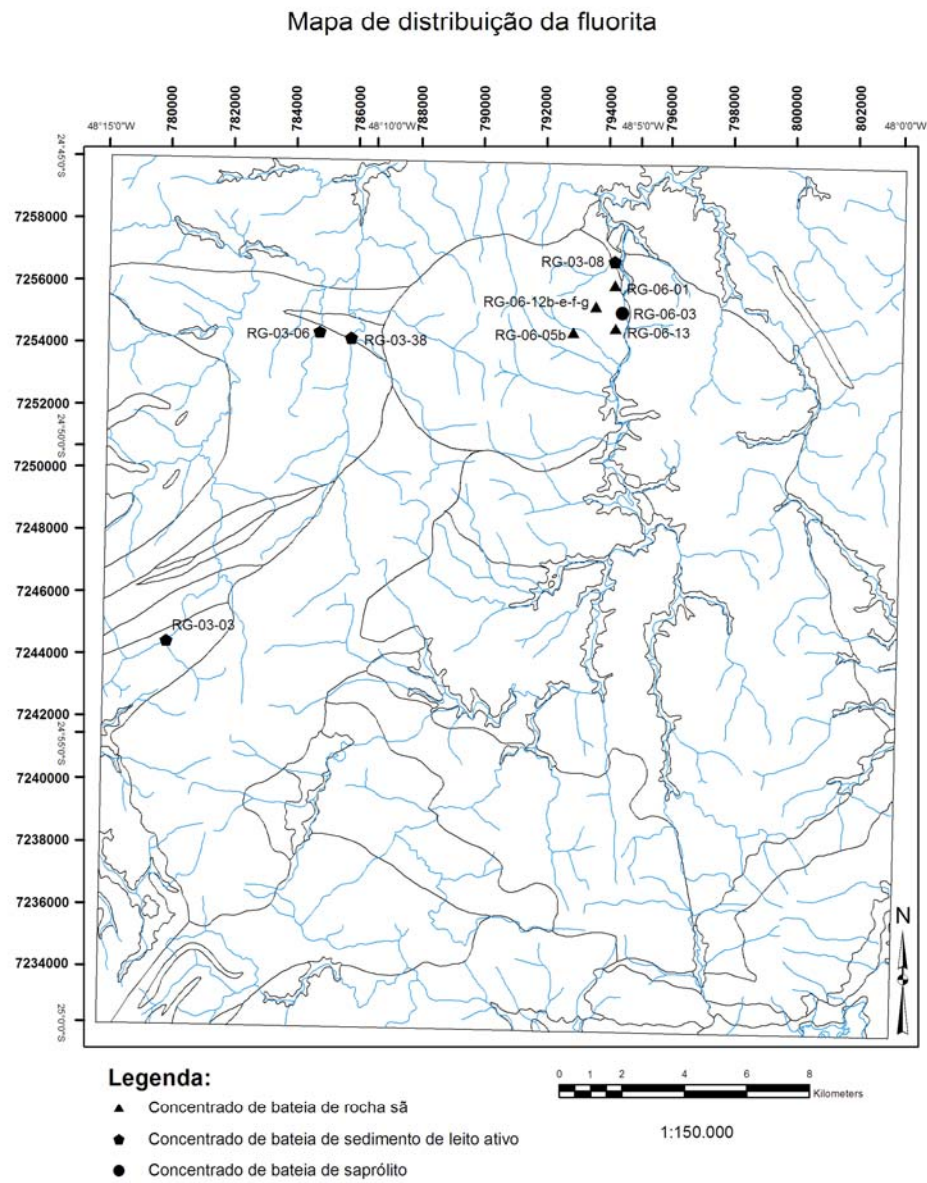 Mapa de distribuição da fluorita
780000 782000 784000 786000 788000 790000 792000 794000 796000 798000 800000 802000
48°15'0"W 48°10'0"W 48°5'0"W 48°0'0"W
24°45'0"S
7258000
7256000
7254000
7252000
24°50'0"S
7250000
7248000
7246000
7244000
7242000
24°55'0"S
7240000
7238000
7236000
7234000
25°0'0"S
RG-03-08
RG-06-01
RG-06-12b-e-f-g
RG-06-03
RG-03-06
RG-03-38
RG-06-05b
RG-06-13
RG-03-03
N
Legenda:
Concentrado de bateia de rocha sã
Concentrado de bateia de sedimento de leito ativo
Concentrado de bateia de saprólito
0 1 2 4 6 8
Kilometers
1:150.000